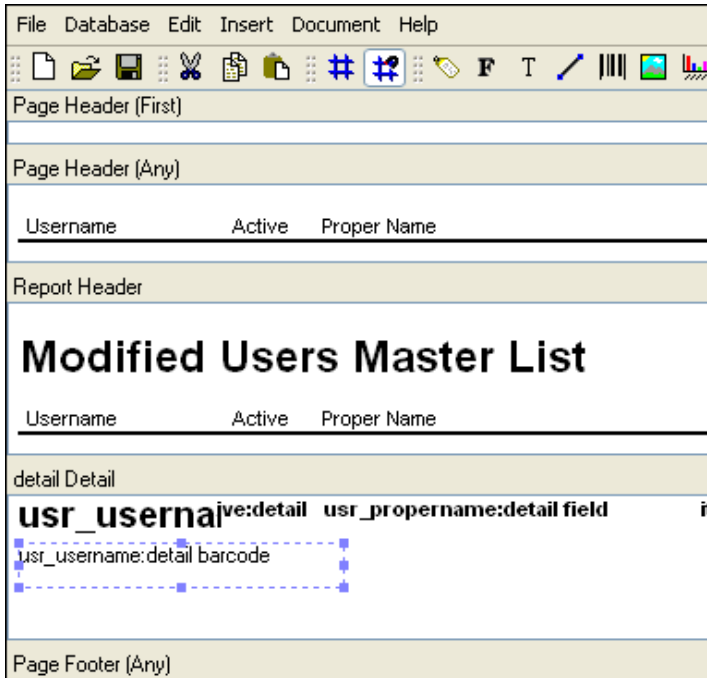 File Database Edit Insert Document Help
F T
Page Header (First)
Page Header (Any)
Username Active Proper Name
Report Header
Modified Users Master List
Username Active Proper Name
detail Detail
usr_userna ive:detail usr_propername:detail field
usr_username:detail barcode
Page Footer (Any)